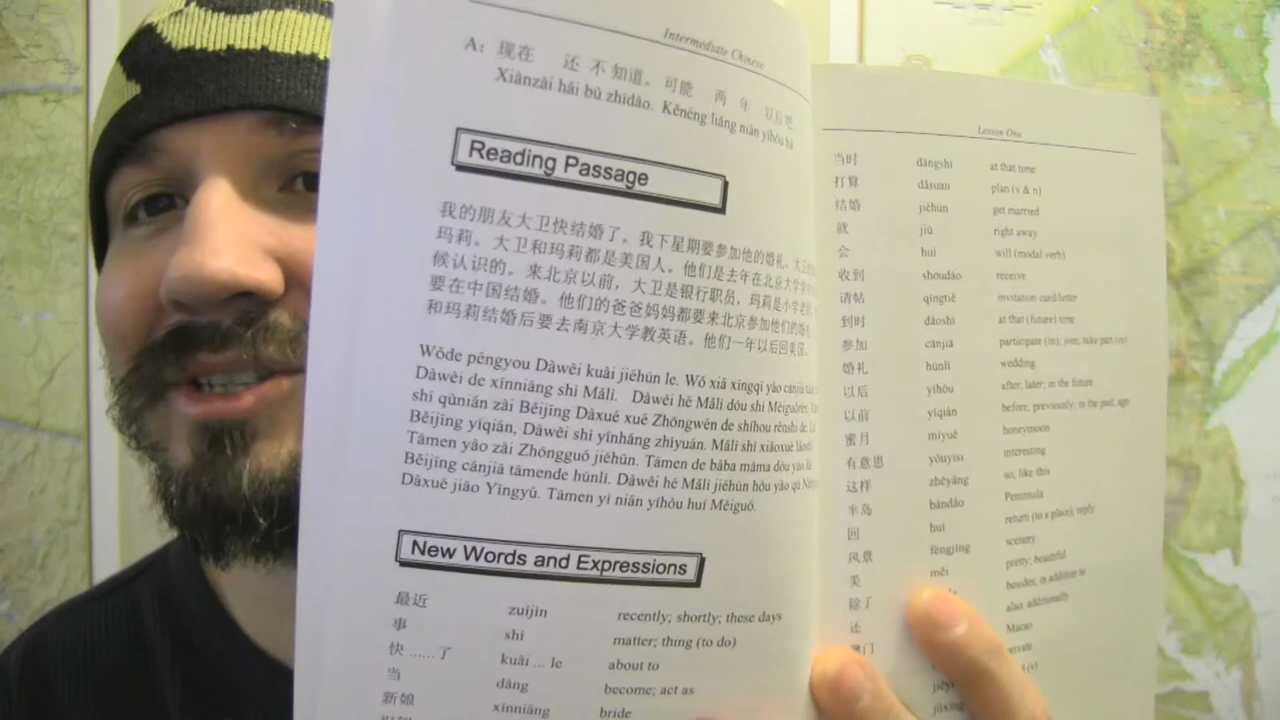 Intermediate Chinese
A: 现在 还 不 知道。 可能 两 年 以后吧。
Xiànzài hái bù zhīdào. Kěnéng liǎng nián yǐhòu ba
Reading Passage
我的朋友大卫快结婚了。我下星期要参加他的婚礼。大卫
玛莉。大卫和玛莉都是美国人。他们是去年在北京大学学
候认识的。来北京以前，大卫是银行职员，玛莉是小学老
要在中国结婚。他们的爸爸妈妈都要来北京参加他们的婚礼
和玛莉结婚后要去南京大学教英语。他们一年以后回美国。
Wǒde péngyou Dàwèi kuài jiéhūn le. Wǒ xià xīngqī yào cānjiā
Dàwèi de xīnniáng shì Mǎlì. Dàwèi hé Mǎlì dōu shì Měiguórén.
shì qùnián zài Běijīng Dàxué xué Zhōngwén de shíhou rènshi de.
Běijīng yǐqián, Dàwèi shì yínháng zhíyuán. Mǎlì shì xiǎoxué
Tāmen yào zài Zhōngguó jiéhūn. Tāmen de bàba māma dōu yào
Běijīng cānjiā tāmende hūnlǐ. Dàwèi hé Mǎlì jiéhūn hòu yào qù
Dàxué jiāo Yīngyǔ. Tāmen yì nián yǐhòu huí Měiguó.
New Words and Expressions
最近 zuìjìn recently; shortly; these days
事 shì matter; thing (to do)
快 ...... 了 kuài ... le about to
当 dāng become; act as
新娘 xīnniáng bride
Lesson One
当时 dāngshí at that time
打算 dǎsuan plan (v & n)
结婚 jiéhūn get married
就 jiù right away
会 huì will (modal verb)
收到 shōudào receive
请帖 qǐngtiě invitation card/letter
到时 dàoshí at that (future) time
参加 cānjiā participate (in); join; take part (in)
婚礼 hūnlǐ wedding
以后 yǐhòu after; later; in the future
以前 yǐqián before; previously; in the past; ago
蜜月 mìyuè honeymoon
有意思 yǒuyìsi interesting
这样 zhèyàng so, like this
半岛 bàndǎo Peninsula
回 huí return (to a place); reply
风景 fēngjǐng scenery
美 měi pretty; beautiful
除了 besides; in addition to
还 also; additionally
门 Macao